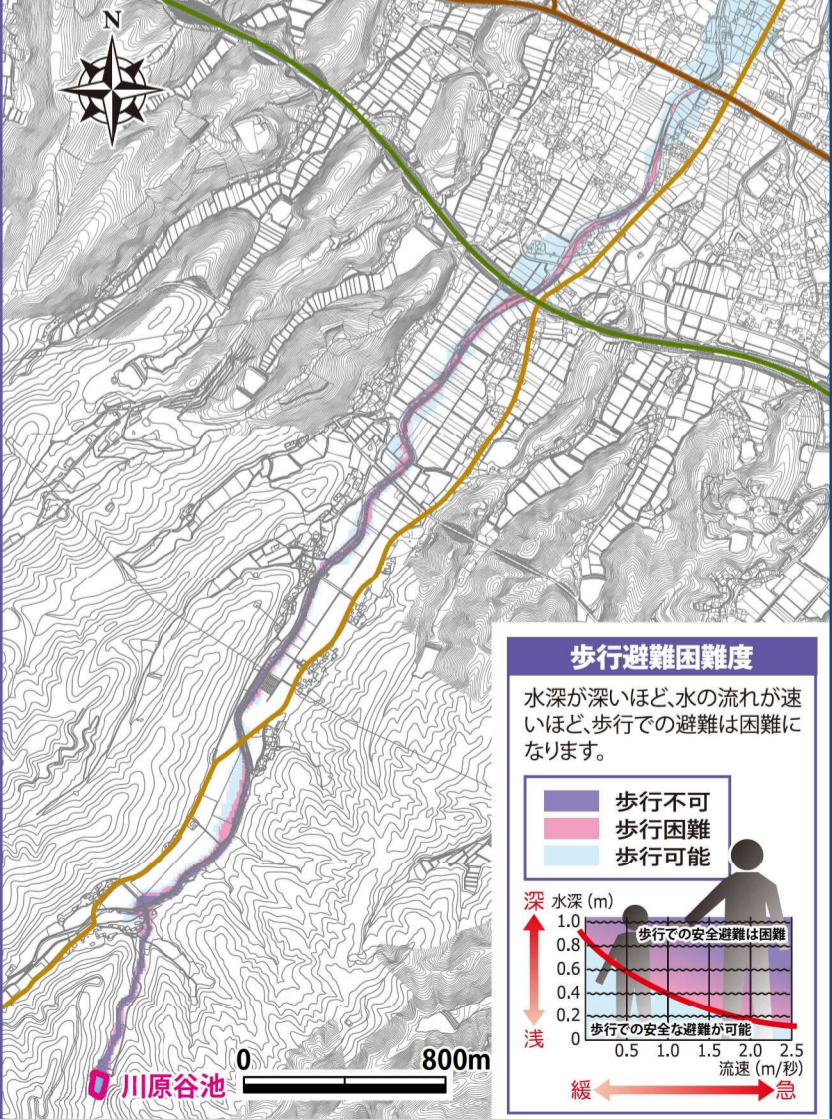 N
歩行避難困難度
水深が深いほど、水の流れが速
いほど、歩行での避難は困難に
なります。
歩行不可
歩行困難
歩行可能
深 水深(m)
1.0
0.8
0.6
0.4
0.2
0
浅
歩行での安全避難は困難
歩行での安全な避難が可能
0.5 1.0 1.5 2.0 2.5
流速(m/秒)
緩 急
川原谷池
0 800m